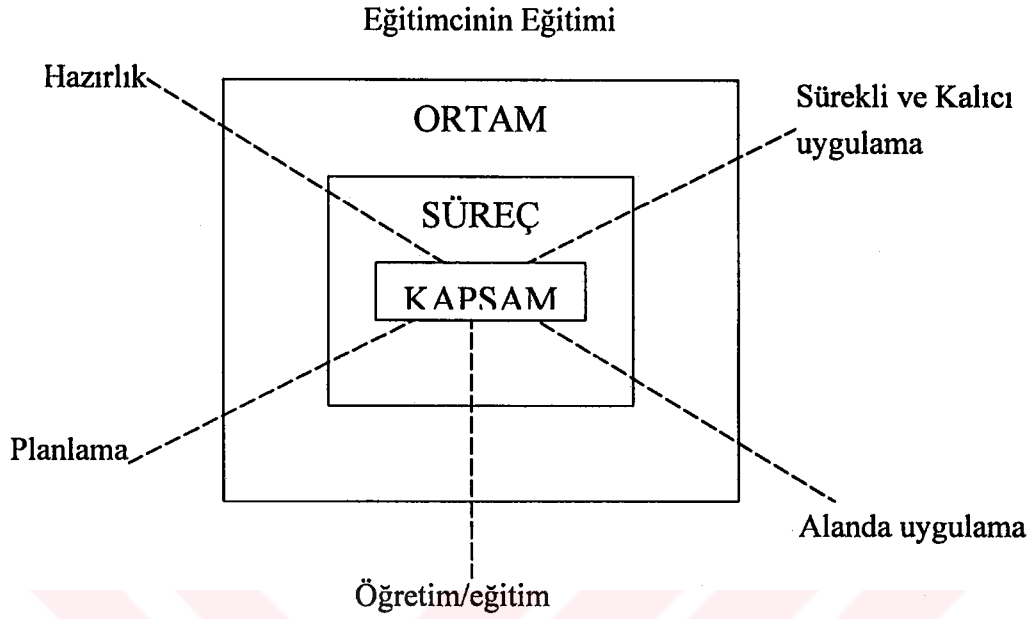 Eğitimcinin Eğitimi
Hazırlık
ORTAM
Sürekli ve Kalıcı
uygulama
SÜREÇ
KAPSAM
Planlama
Alanda uygulama
Öğretim/eğitim